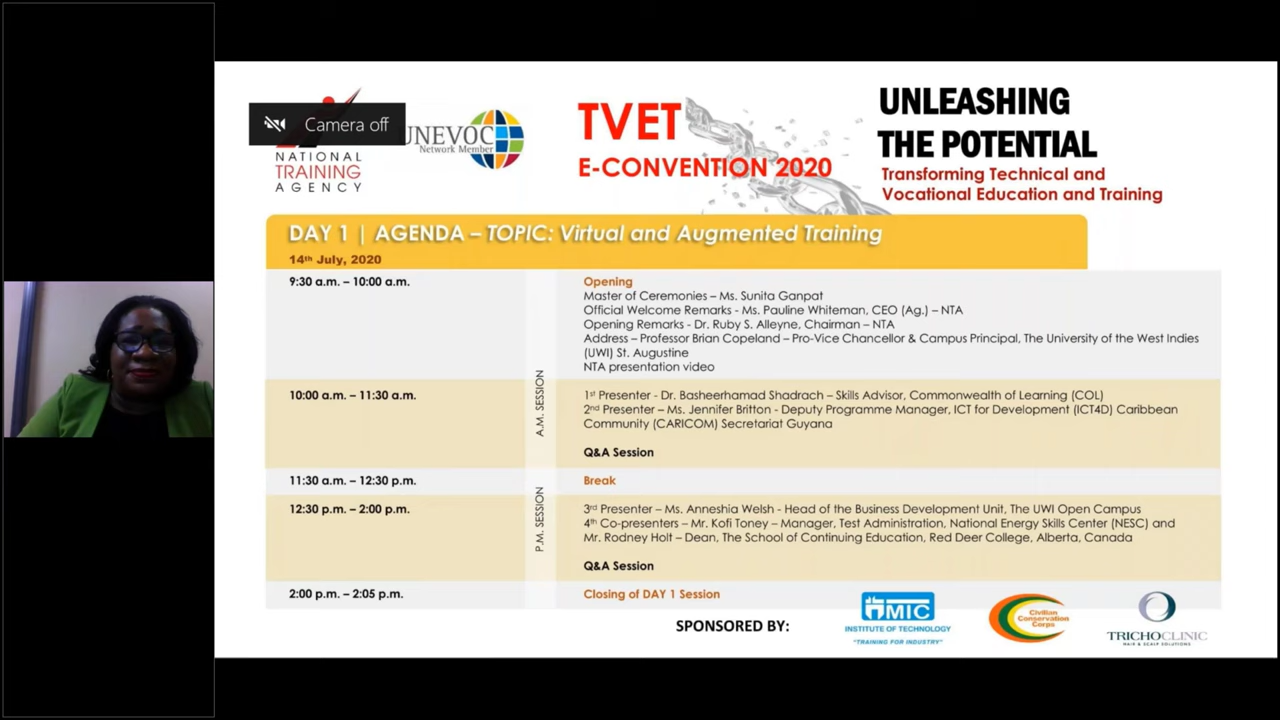 Camera off
NATIONAL
TRAINING
AGENCY
UNEVOC
Network Member
TVET
E-CONVENTION 2020
UNLEASHING
THE POTENTIAL
Transforming Technical and
Vocational Education and Training
DAY 1 | AGENDA – TOPIC: Virtual and Augmented Training
14th July, 2020
A.M. SESSION
9:30 a.m. – 10:00 a.m.
Opening
Master of Ceremonies – Ms. Sunita Ganpat
Official Welcome Remarks - Ms. Pauline Whiteman, CEO (Ag.) – NTA
Opening Remarks - Dr. Ruby S. Alleyne, Chairman – NTA
Address – Professor Brian Copeland – Pro-Vice Chancellor & Campus Principal, The University of the West Indies
(UWI) St. Augustine
NTA presentation video
10:00 a.m. – 11:30 a.m.
1st Presenter - Dr. Basheerhamad Shadrach – Skills Advisor, Commonwealth of Learning (COL)
2nd Presenter – Ms. Jennifer Britton - Deputy Programme Manager, ICT for Development (ICT4D) Caribbean
Community (CARICOM) Secretariat Guyana
Q&A Session
11:30 a.m. – 12:30 p.m.
Break
P.M. SESSION
12:30 p.m. – 2:00 p.m.
3rd Presenter – Ms. Anneshia Welsh - Head of the Business Development Unit, The UWI Open Campus
4th Co-presenters – Mr. Kofi Toney – Manager, Test Administration, National Energy Skills Center (NESC) and
Mr. Rodney Holt – Dean, The School of Continuing Education, Red Deer College, Alberta, Canada
Q&A Session
2:00 p.m. – 2:05 p.m.
Closing of DAY 1 Session
SPONSORED BY:
MIC
INSTITUTE OF TECHNOLOGY
"TRAINING FOR INDUSTRY"
Civilian
Conservation
Corps
TRICHOCLINIC
HAIR & SCALP SOLUTIONS